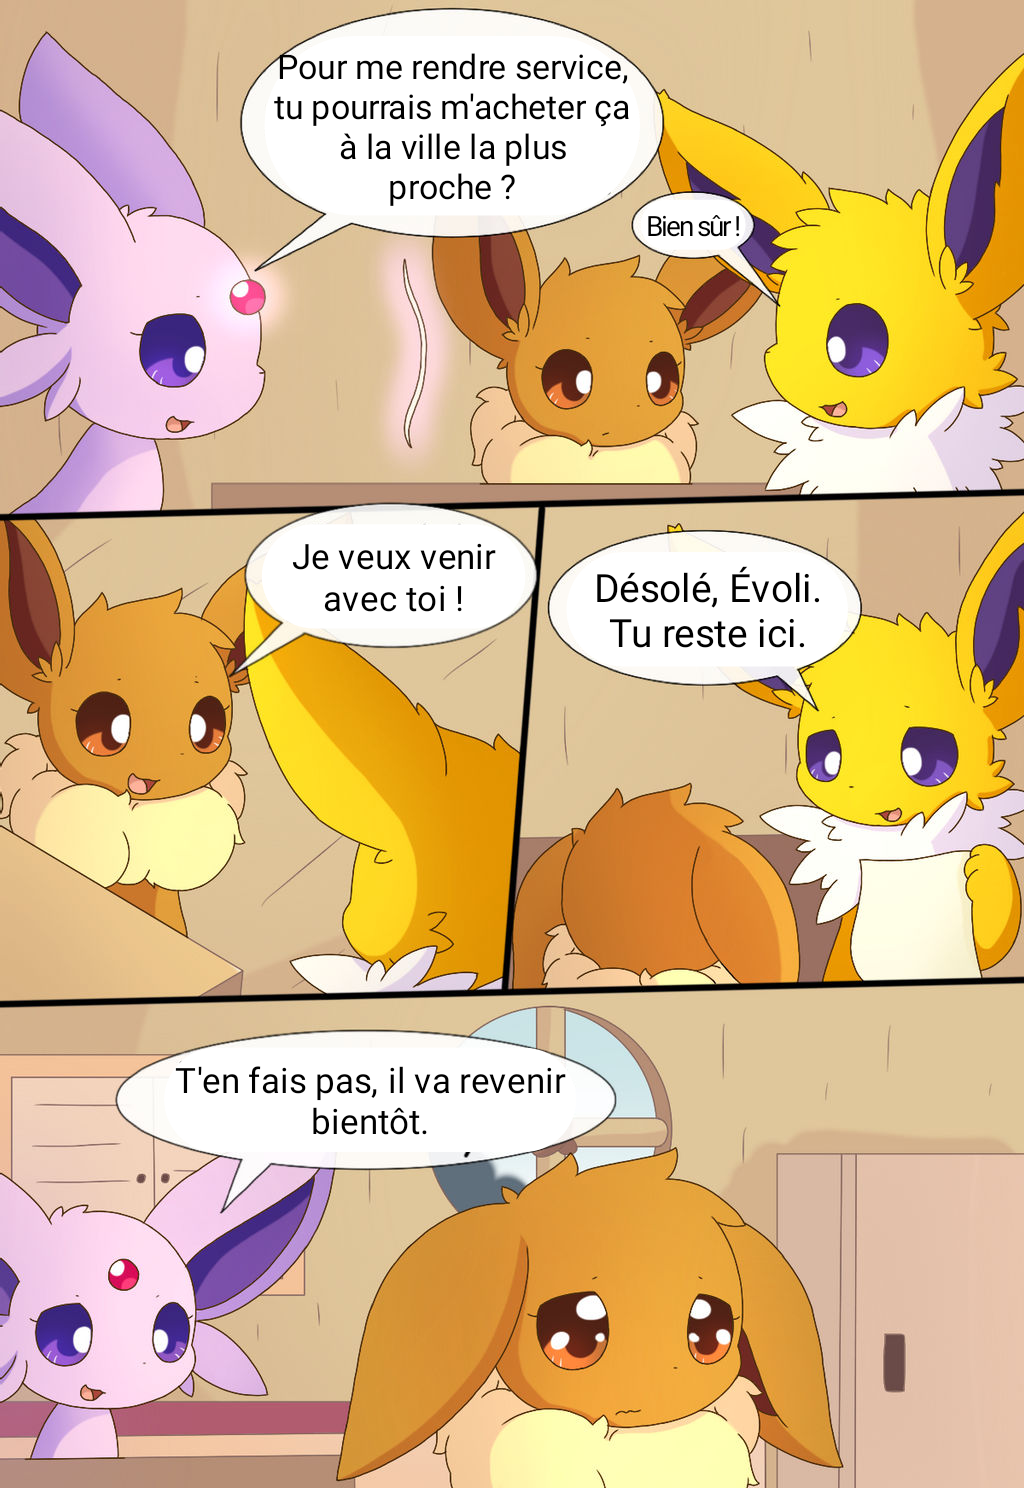 Pour me rendre service,
tu pourrais m'acheter ça
à la ville la plus
proche ?
Bien sûr !
Je veux venir
avec toi !
Désolé, Évoli.
Tu reste ici.
T'en fais pas, il va revenir
bientôt.